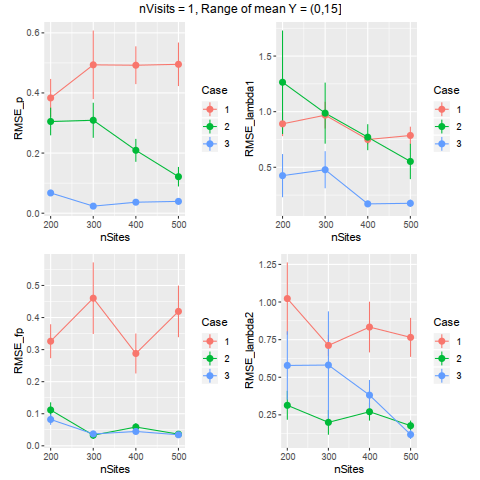 nVisits = 1, Range of mean Y = (0,15]
RMSE_p
0.6
0.4
0.2
0.0
200 300 400 500
nSites
Case
1
2
3
RMSE_lambda1
1.5
1.0
0.5
200 300 400 500
nSites
Case
1
2
3
RMSE_fp
0.5
0.4
0.3
0.2
0.1
0.0
200 300 400 500
nSites
Case
1
2
3
RMSE_lambda2
1.25
1.00
0.75
0.50
0.25
200 300 400 500
nSites
Case
1
2
3